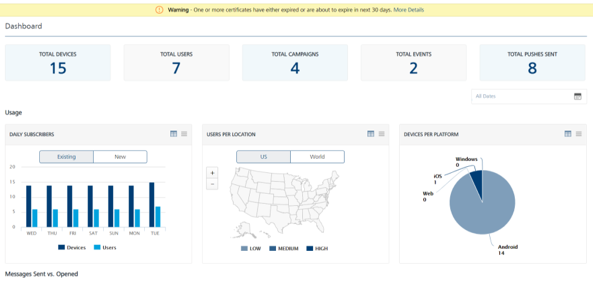 Warning - One or more certificates have either expired or are about to expire in next 30 days. More Details
Dashboard
TOTAL DEVICES
15
TOTAL USERS
7
TOTAL CAMPAIGNS
4
TOTAL EVENTS
2
TOTAL PUSHES SENT
8
All Dates
Usage
DAILY SUBSCRIBERS
Existing
New
20
15
10
5
0
WED THU FRI SAT SUN MON TUE
Devices Users
USERS PER LOCATION
US
World
+
−
LOW MEDIUM HIGH
DEVICES PER PLATFORM
Windows
0
iOS
1
Web
0
Android
14
Messages Sent vs. Opened